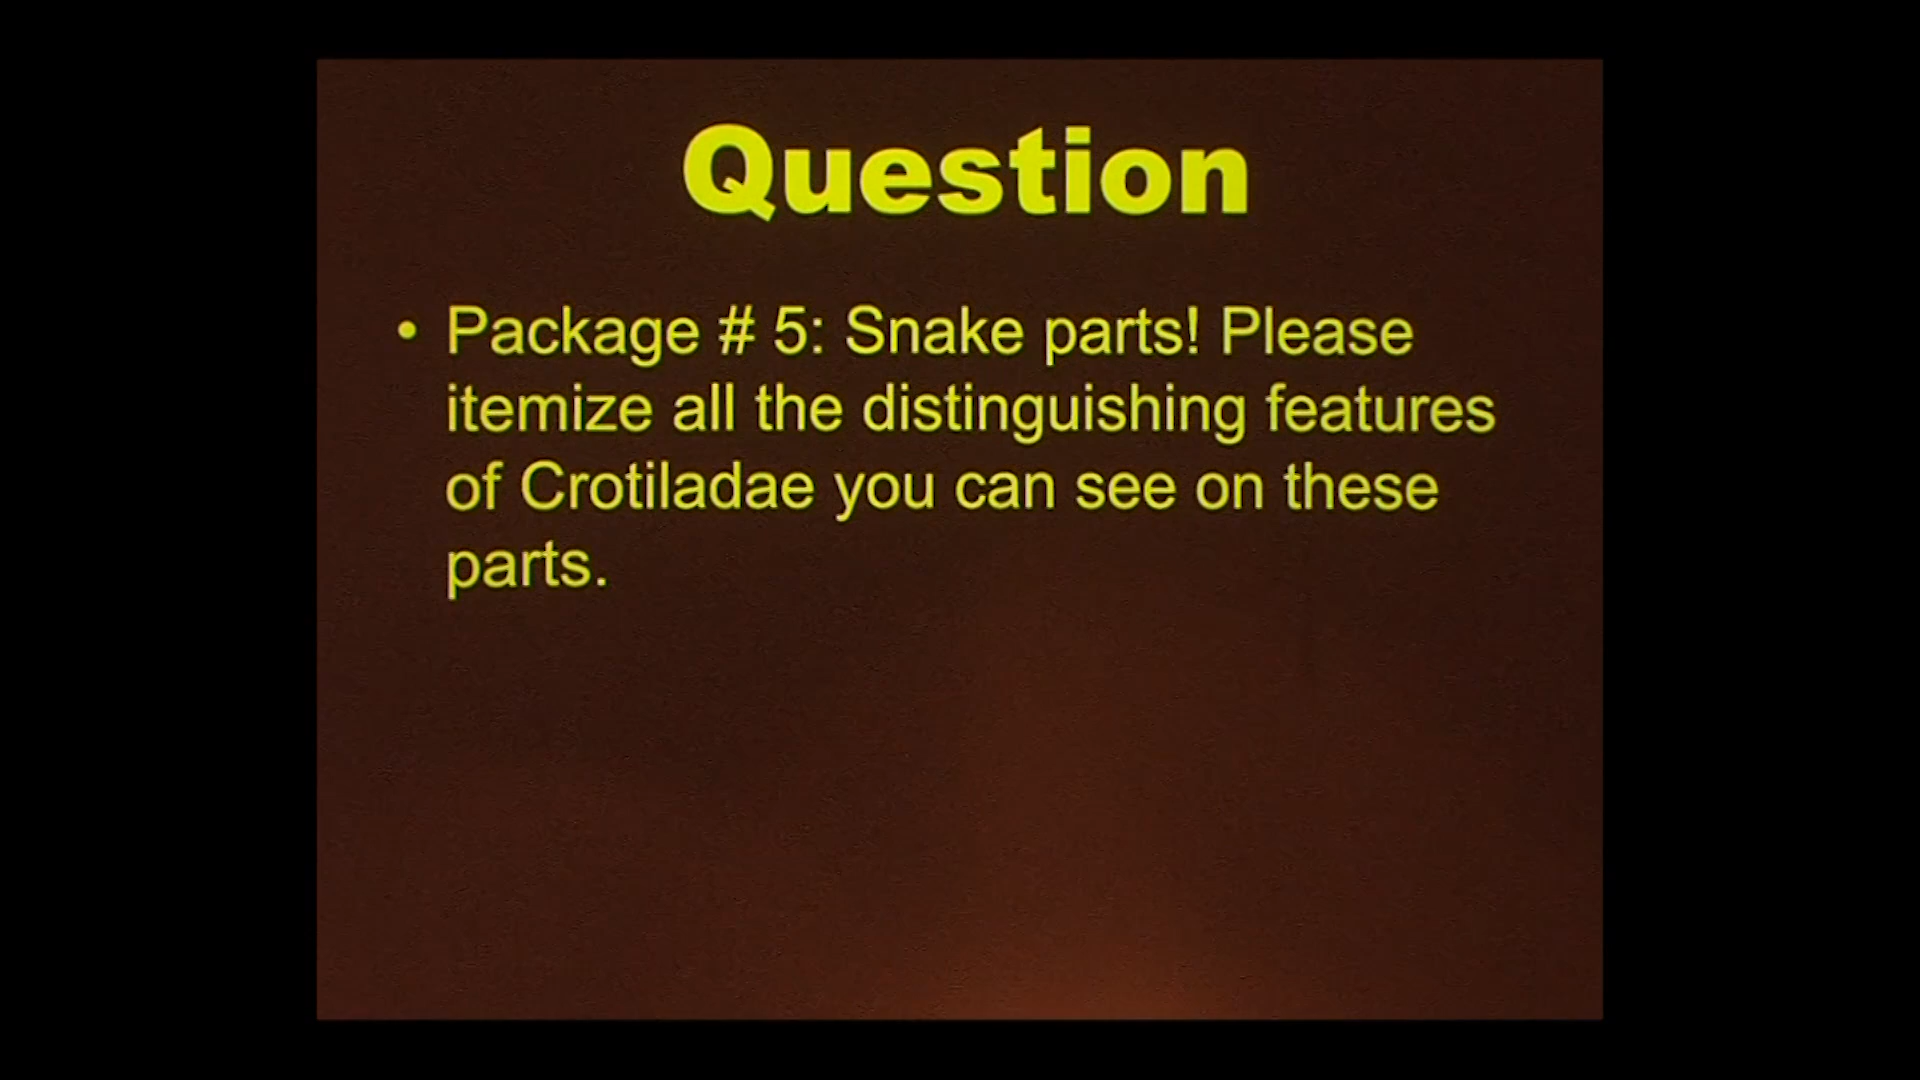 Question
• Package # 5: Snake parts! Please
itemize all the distinguishing features
of Crotiladae you can see on these
parts.